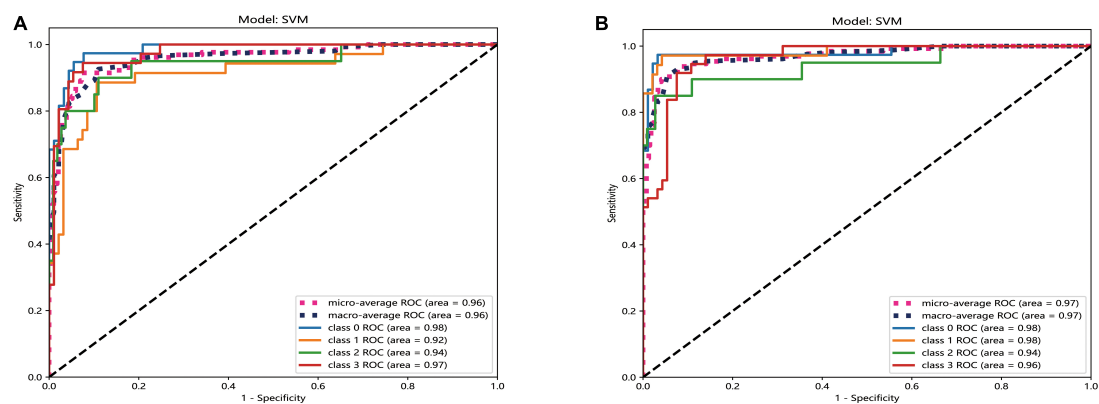 A
Model: SVM
1.0
0.8
0.6
0.4
0.2
0.0
Sensitivity
micro-average ROC (area = 0.96)
macro-average ROC (area = 0.96)
class 0 ROC (area = 0.98)
class 1 ROC (area = 0.92)
class 2 ROC (area = 0.94)
class 3 ROC (area = 0.97)
0.0 0.2 0.4 0.6 0.8 1.0
1 - Specificity
B
Model: SVM
1.0
0.8
0.6
0.4
0.2
0.0
Sensitivity
micro-average ROC (area = 0.97)
macro-average ROC (area = 0.97)
class 0 ROC (area = 0.98)
class 1 ROC (area = 0.98)
class 2 ROC (area = 0.94)
class 3 ROC (area = 0.96)
0.0 0.2 0.4 0.6 0.8 1.0
1 - Specificity